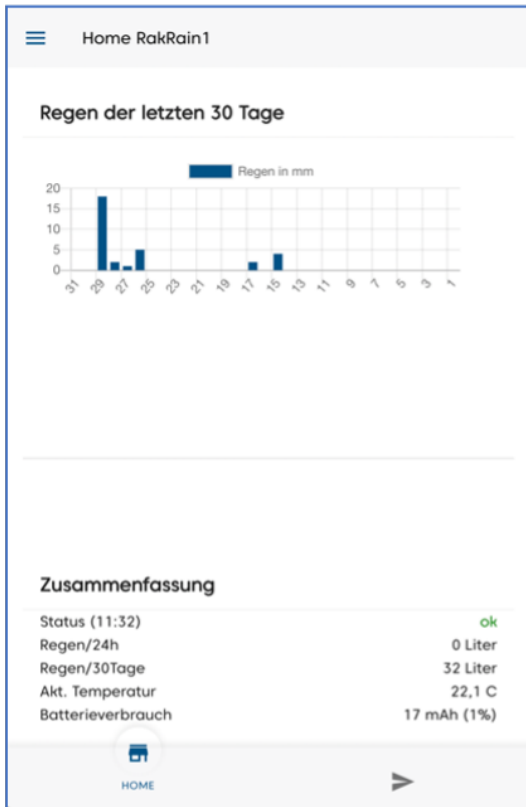 Home RakRain1
Regen der letzten 30 Tage
Regen in mm
20
15
10
5
0
31 29 27 25 23 21 19 17 15 13 11 9 7 5 3 1
Zusammenfassung
Status (11:32) ok
Regen/24h 0 Liter
Regen/30Tage 32 Liter
Akt. Temperatur 22,1 C
Batterieverbrauch 17 mAh (1%)
HOME